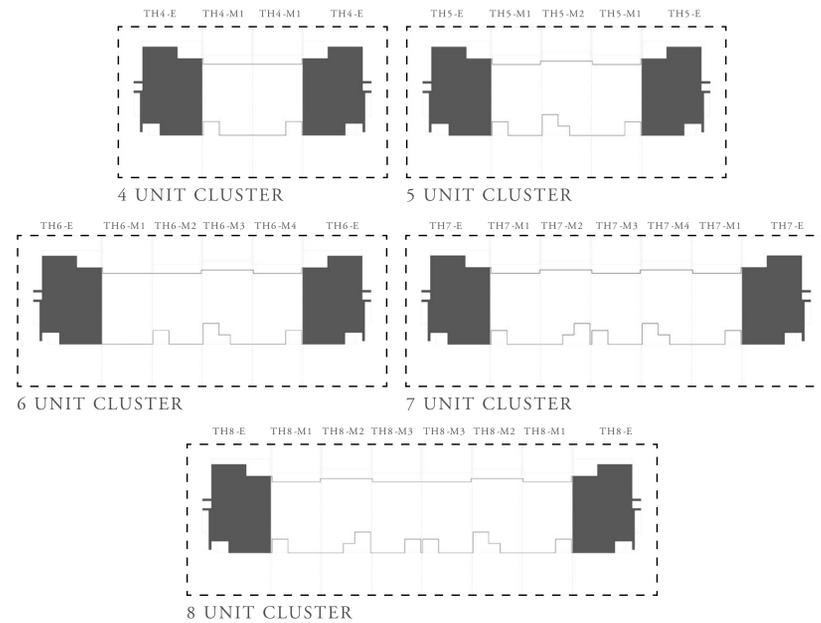 TH4-E TH4-M1 TH4-M1 TH4-E
TH5-E TH5-M1 TH5-M2 TH5-M1 TH5-E
4 UNIT CLUSTER
5 UNIT CLUSTER
TH6-E TH6-M1 TH6-M2 TH6-M3 TH6-M4 TH6-E
TH7-E TH7-M1 TH7-M2 TH7-M3 TH7-M4 TH7-M1 TH7-E
6 UNIT CLUSTER
7 UNIT CLUSTER
TH8-E TH8-M1 TH8-M2 TH8-M3 TH8-M3 TH8-M2 TH8-M1 TH8-E
8 UNIT CLUSTER